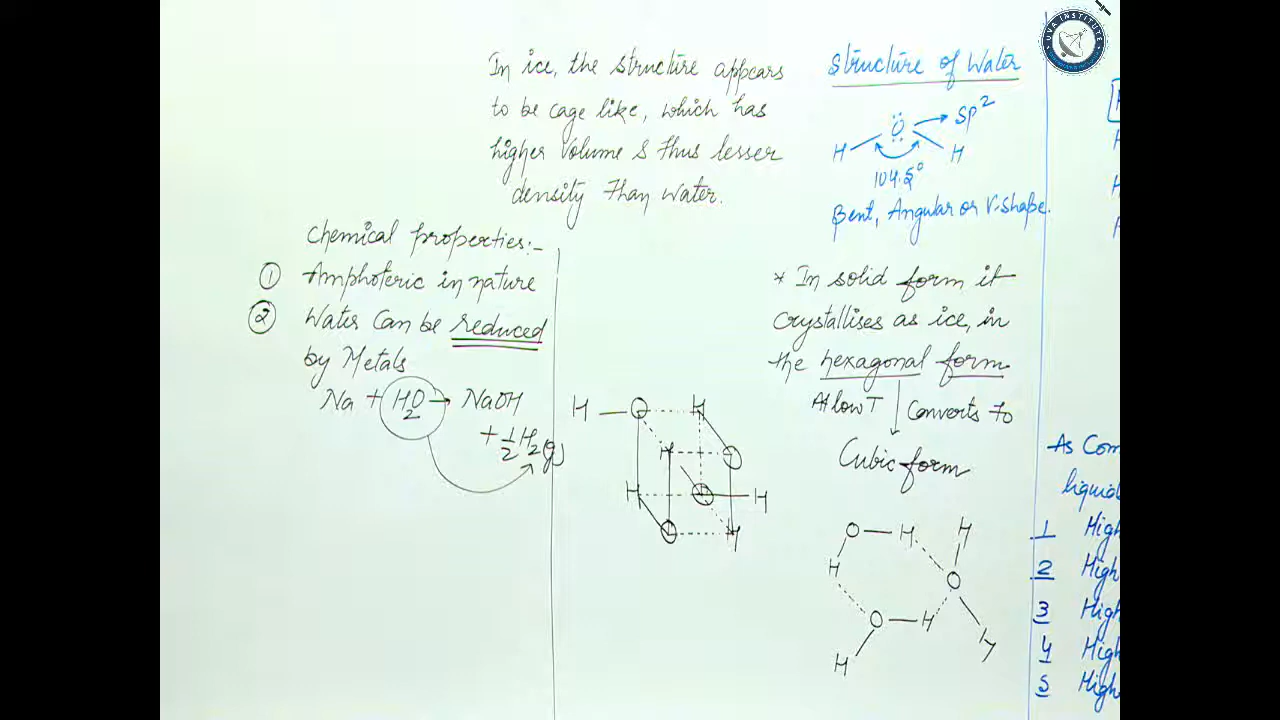 UVA INSTITUTE
In ice, the structure appears
to be cage like, which has
higher volume & thus lesser
density than water.
Chemical properties:-
① Amphoteric in nature
② Water can be reduced
by Metals
Na + H2O → NaOH
+ 1/2 H2(g)
H O H
H O
H O H
O H
Structure of Water
Ö → Sp²
H H
104.5°
Bent, Angular or V-shape.
* In solid form it
crystallises as ice, in
the hexagonal form
At low T Converts to
Cubic form
O H H
H O
O H H
H
As Com
liquid
1 High
2 High
3 High
4 High
5 High